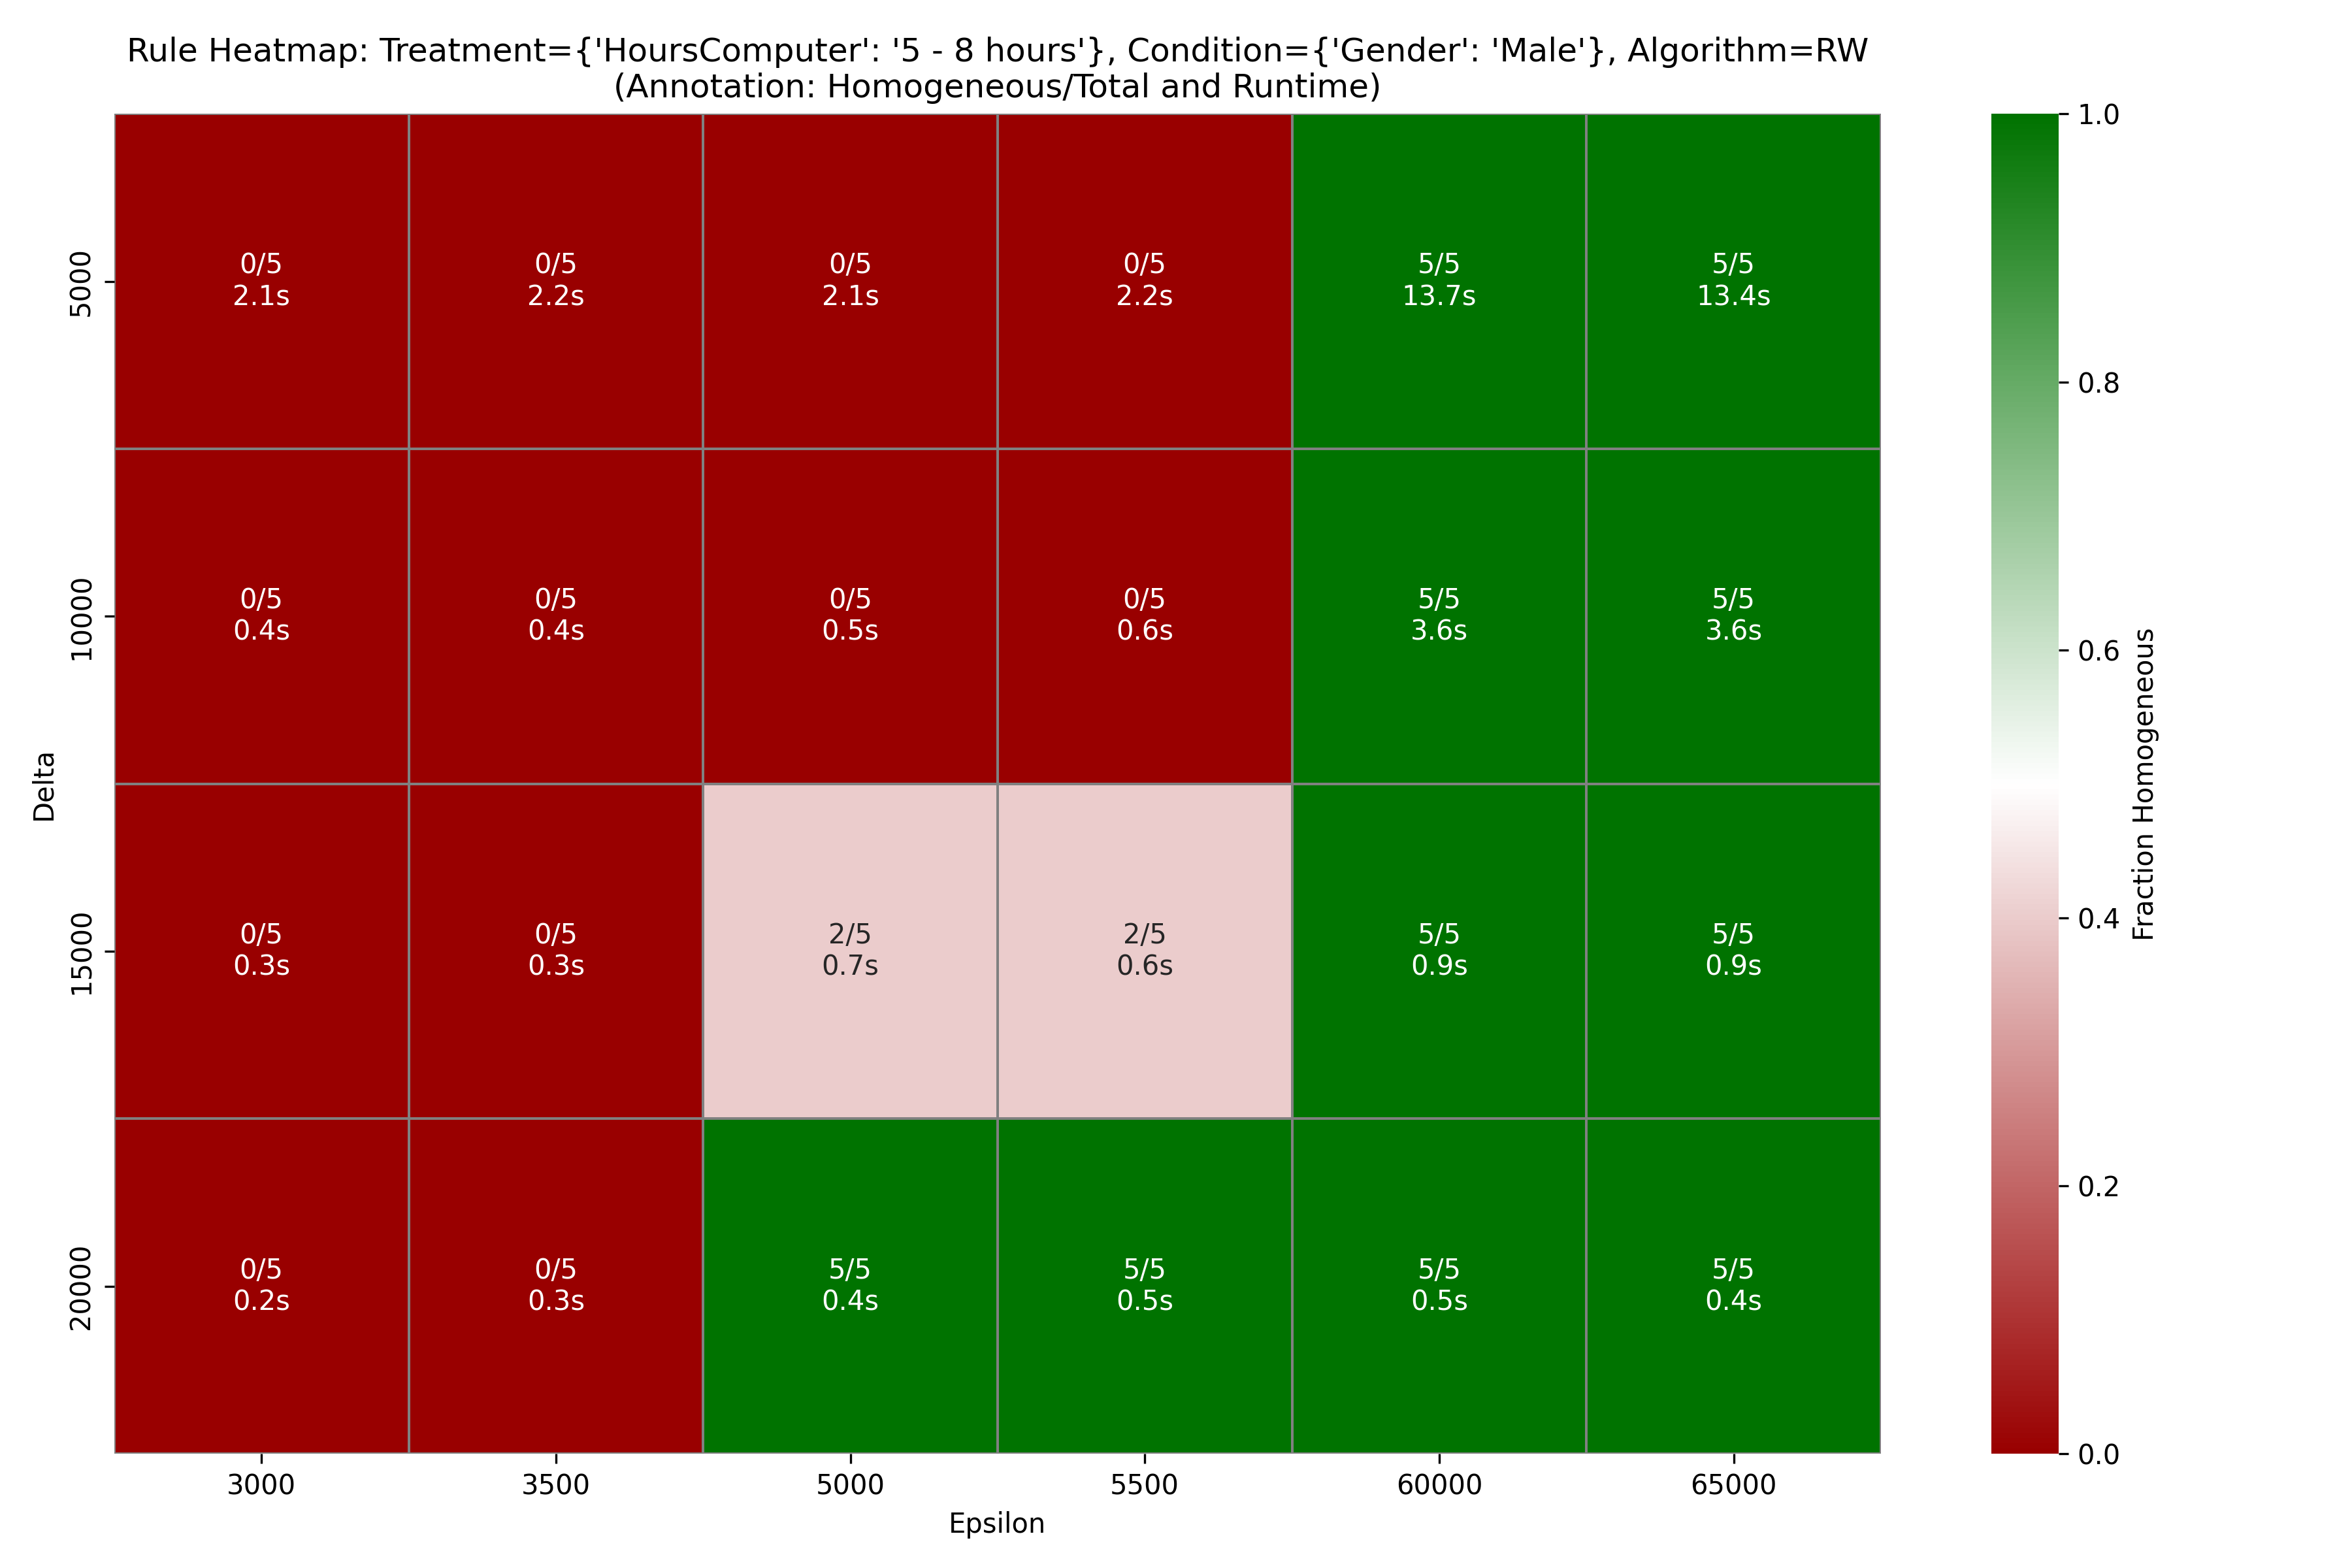 Rule Heatmap: Treatment={'HoursComputer': '5 - 8 hours'}, Condition={'Gender': 'Male'}, Algorithm=RW
(Annotation: Homogeneous/Total and Runtime)
Delta
5000
0/5
2.1s
0/5
2.2s
0/5
2.1s
0/5
2.2s
5/5
13.7s
5/5
13.4s
10000
0/5
0.4s
0/5
0.4s
0/5
0.5s
0/5
0.6s
5/5
3.6s
5/5
3.6s
15000
0/5
0.3s
0/5
0.3s
2/5
0.7s
2/5
0.6s
5/5
0.9s
5/5
0.9s
20000
0/5
0.2s
0/5
0.3s
5/5
0.4s
5/5
0.5s
5/5
0.5s
5/5
0.4s
3000
3500
5000
5500
60000
65000
Epsilon
1.0
0.8
0.6
0.4
0.2
0.0
Fraction Homogeneous